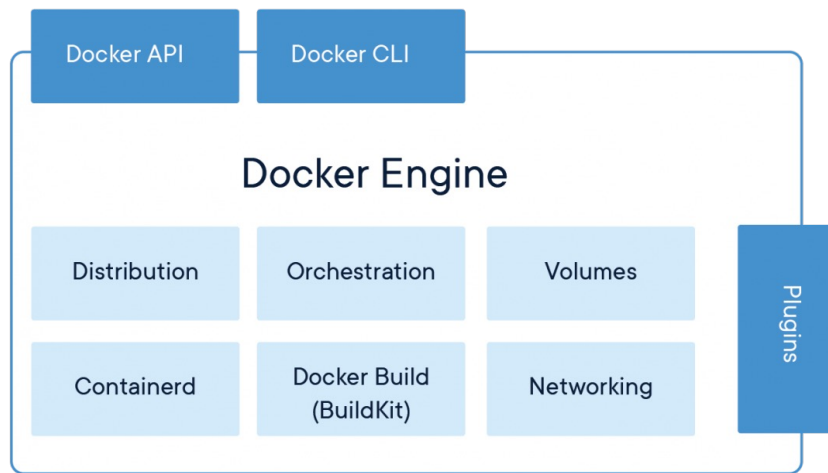 Docker API
Docker CLI
Docker Engine
Distribution
Orchestration
Volumes
Plugins
Containerd
Docker Build
(BuildKit)
Networking